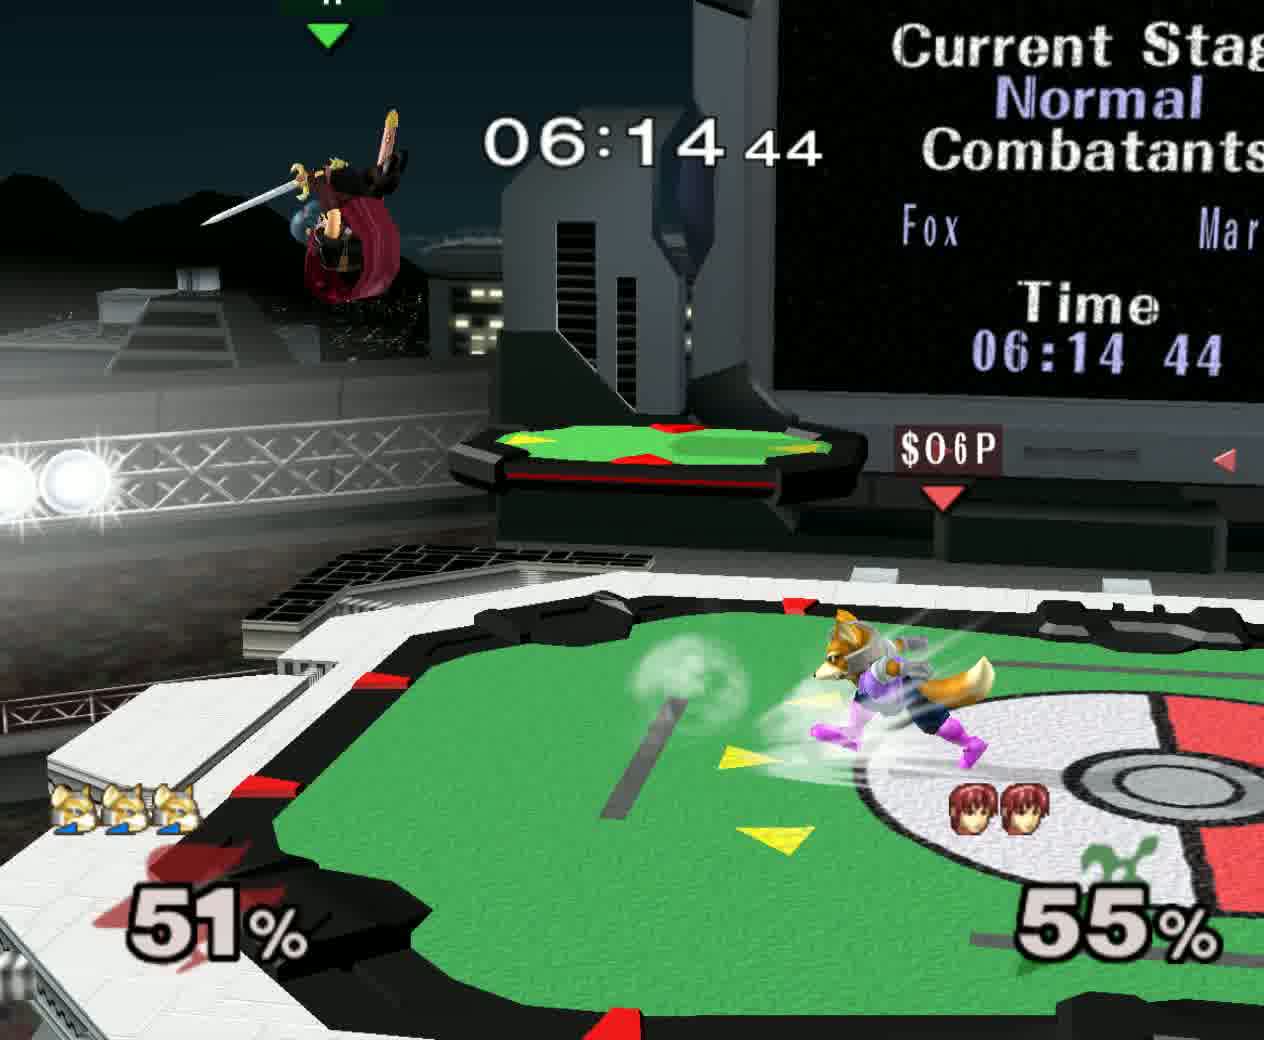 06:14 44
Current Stag
Normal
Combatants
Fox Mar
Time
06:14 44
$06P
51%
55%